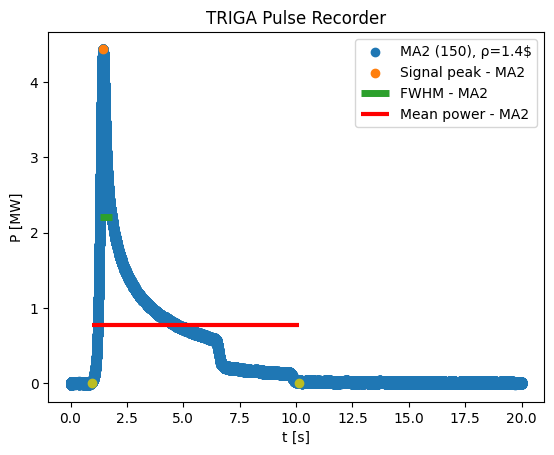 TRIGA Pulse Recorder
MA2 (150), ρ=1.4$
Signal peak - MA2
FWHM - MA2
Mean power - MA2
P [MW]
4
3
2
1
0
0.0 2.5 5.0 7.5 10.0 12.5 15.0 17.5 20.0
t [s]